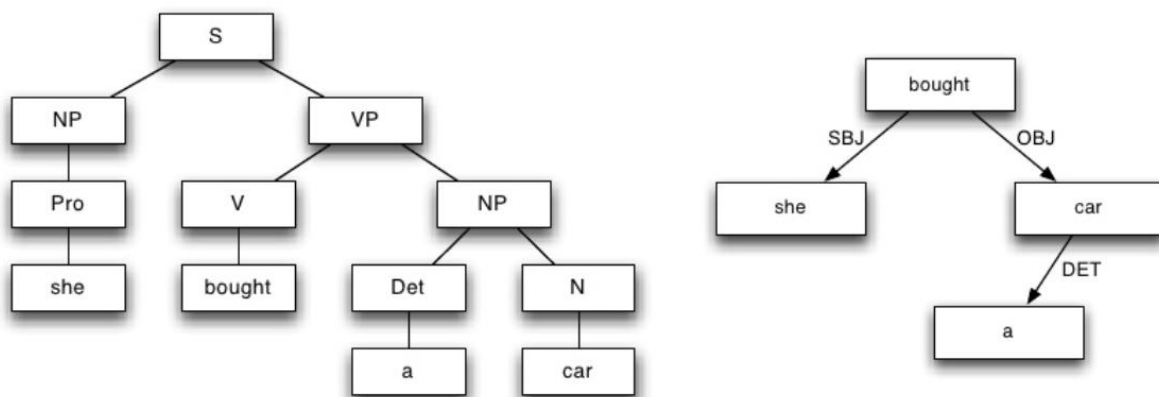 S
bought
NP VP
SBJ OBJ
Pro V NP
she car
she bought Det N
DET
a
a car